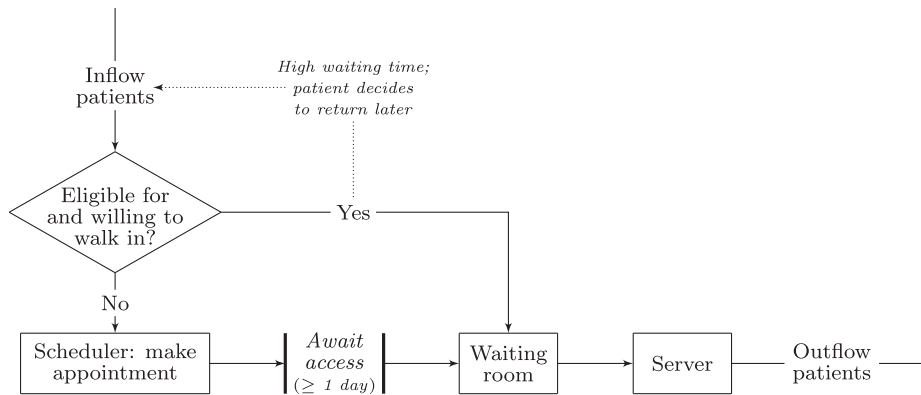 Inflow
patients
High waiting time;
patient decides
to return later
Eligible for
and willing to
walk in?
Yes
No
Scheduler: make
appointment
Await
access
(≥ 1 day)
Waiting
room
Server
Outflow
patients